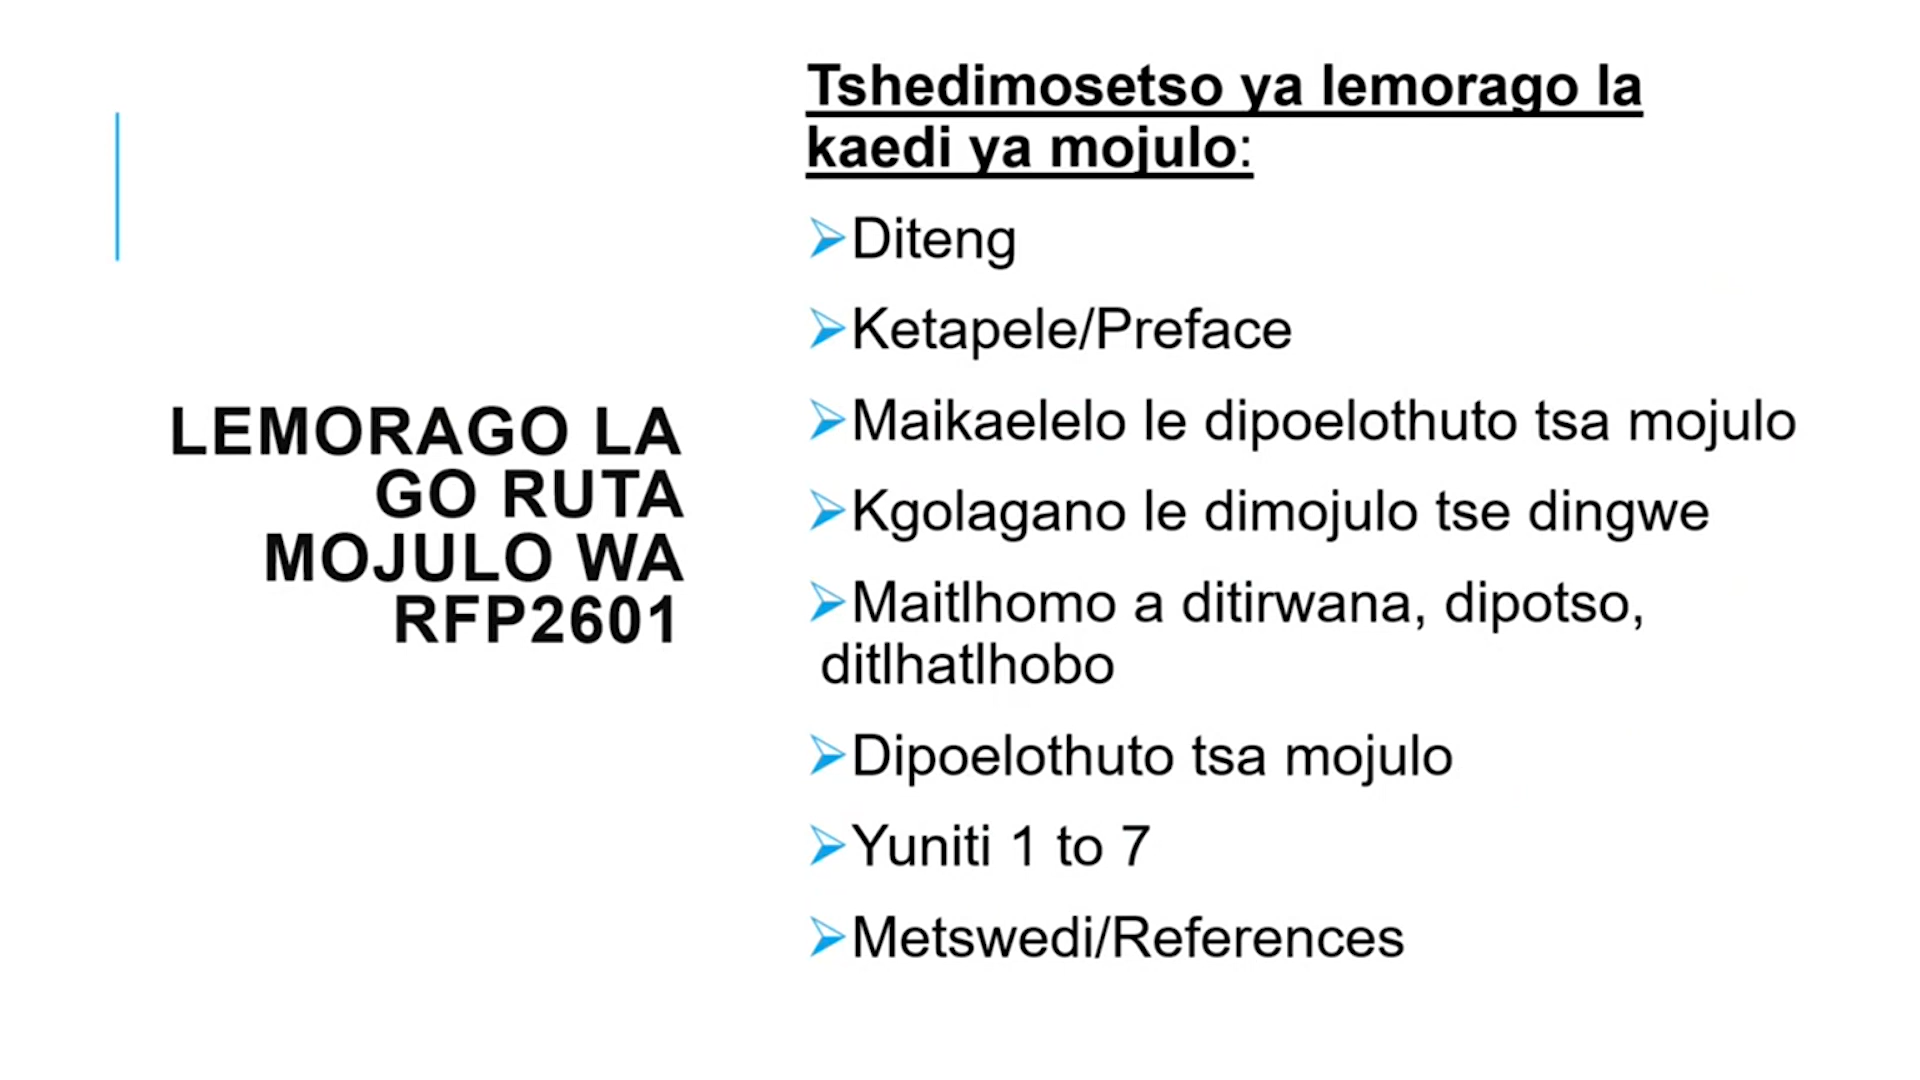 LEMORAGO LA
GO RUTA
MOJULO WA
RFP2601
Tshedimosetso ya lemorago la
kaedi ya mojulo:
➢Diteng
➢Ketapele/Preface
➢Maikaelelo le dipoelothuto tsa mojulo
➢Kgolagano le dimojulo tse dingwe
➢Maitlhomo a ditirwana, dipotso,
ditlhatlhobo
➢Dipoelothuto tsa mojulo
➢Yuniti 1 to 7
➢Metswedi/References